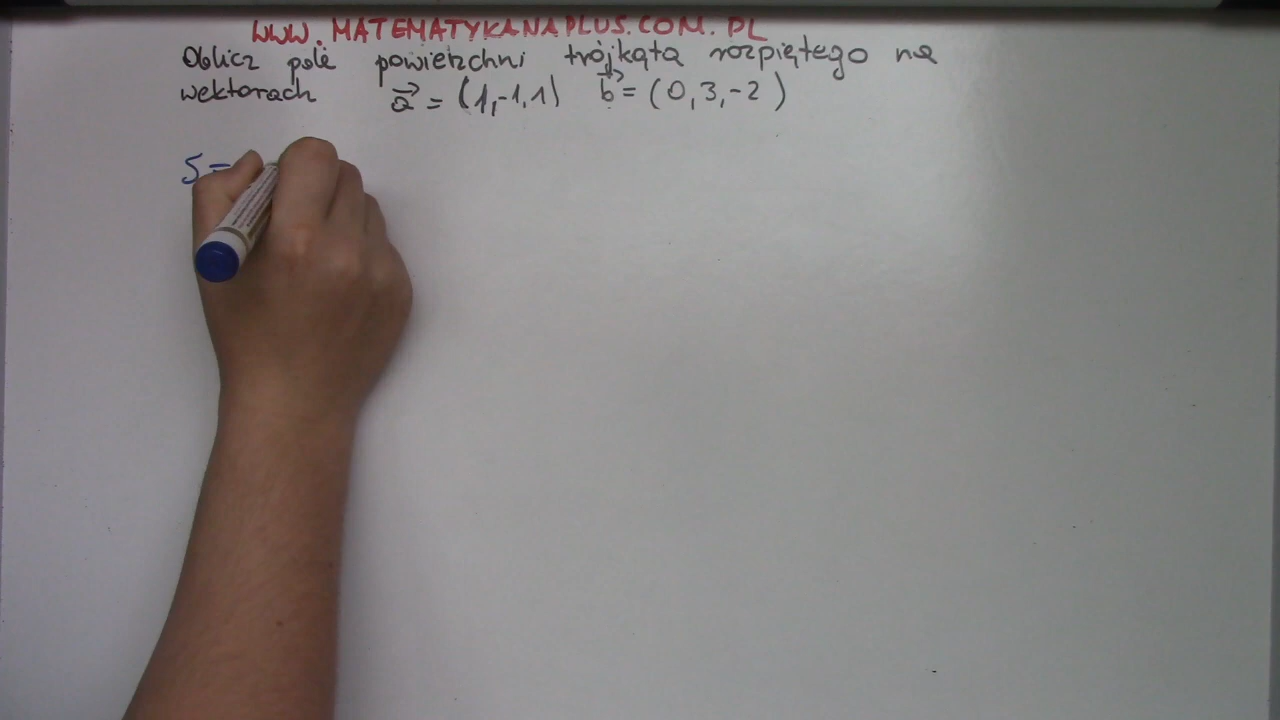 WWW.MATEMATYKANAPLUS.COM.PL
Oblicz pole powierzchni trójkąta rozpiętego na
wektorach a⃗ = (1,-1,1) b⃗ = (0,3,-2)
S=